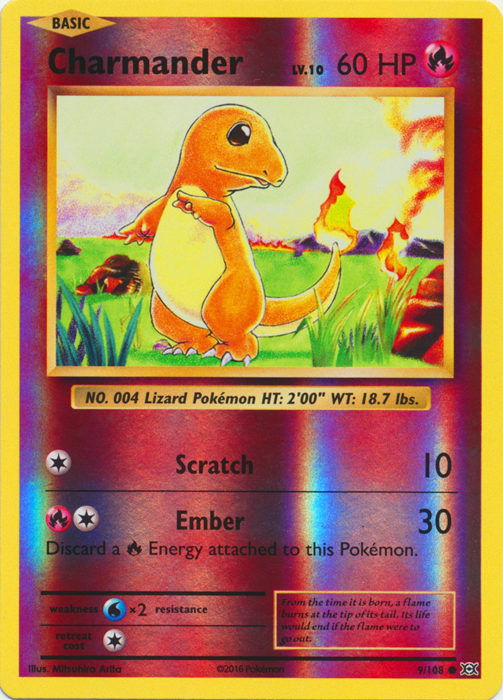 BASIC
Charmander LV.10 60 HP
NO. 004 Lizard Pokémon HT: 2'00" WT: 18.7 lbs.
Scratch 10
Ember 30
Discard a Energy attached to this Pokémon.
weakness ×2 resistance
retreat
cost
From the time it is born, a flame
burns at the tip of its tail. Its life
would end if the flame were to
go out.
Illus. Mitsuhiro Arita ©2016 Pokémon 9/108